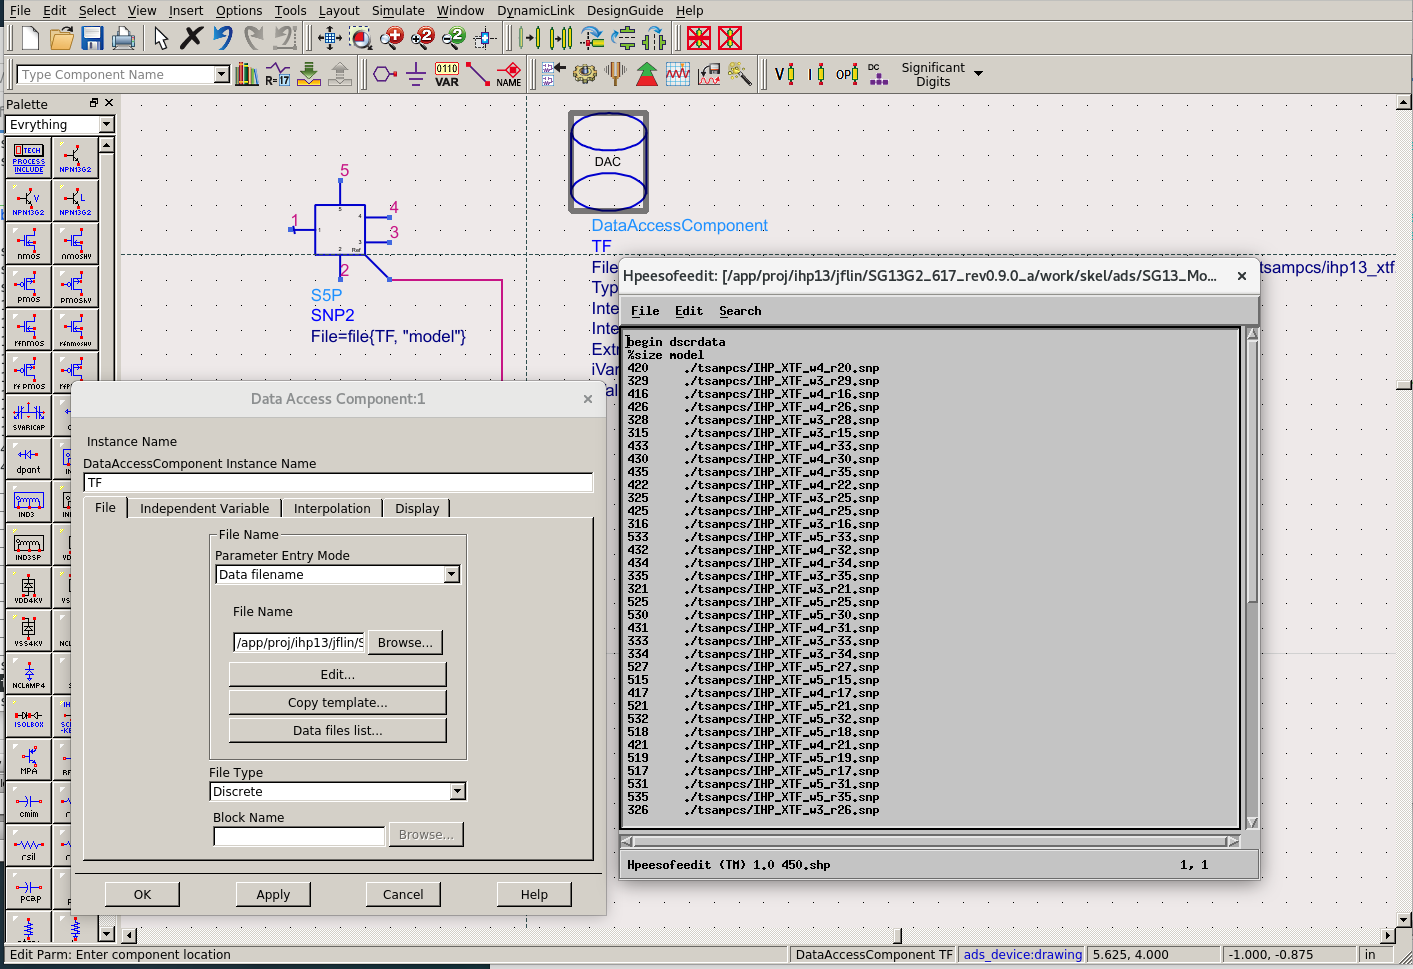 File Edit Select View Insert Options Tools Layout Simulate Window DynamicLink DesignGuide Help
Type Component Name
R=17
0110
VAR
NAME
V
I
OP
DC
Significant
Digits
Palette
Evrything
TECH
PROCESS
INCLUDE
NPN13G2
V
NPN13G2
L
NPN13G2
nmos
nmosHV
pmos
pmosHV
rfnmos
rfnmosHV
rfpmos
SVARICAP
dpant
IND3
IND3SP
VDD4KV
VSS4KV
NCLAMP4
ISOLBOX
MPA
cmim
rsil
pcap
5
1
4
3
2
Ref
S5P
SNP2
File=file{TF, "model"}
DAC
DataAccessComponent
TF
tsampcs/ihp13_xtf
Hpeesofeedit: [/app/proj/ihp13/jflin/SG13G2_617_rev0.9.0_a/work/skel/ads/SG13_Mo...
File Edit Search
begin dscrdata
%size model
420 ./tsampcs/IHP_XTF_w4_r20.snp
329 ./tsampcs/IHP_XTF_w3_r29.snp
416 ./tsampcs/IHP_XTF_w4_r16.snp
426 ./tsampcs/IHP_XTF_w4_r26.snp
328 ./tsampcs/IHP_XTF_w3_r28.snp
315 ./tsampcs/IHP_XTF_w3_r15.snp
433 ./tsampcs/IHP_XTF_w4_r33.snp
430 ./tsampcs/IHP_XTF_w4_r30.snp
435 ./tsampcs/IHP_XTF_w4_r35.snp
422 ./tsampcs/IHP_XTF_w4_r22.snp
325 ./tsampcs/IHP_XTF_w3_r25.snp
425 ./tsampcs/IHP_XTF_w4_r25.snp
316 ./tsampcs/IHP_XTF_w3_r16.snp
533 ./tsampcs/IHP_XTF_w5_r33.snp
432 ./tsampcs/IHP_XTF_w4_r32.snp
434 ./tsampcs/IHP_XTF_w4_r34.snp
335 ./tsampcs/IHP_XTF_w3_r35.snp
321 ./tsampcs/IHP_XTF_w3_r21.snp
525 ./tsampcs/IHP_XTF_w5_r25.snp
530 ./tsampcs/IHP_XTF_w5_r30.snp
431 ./tsampcs/IHP_XTF_w4_r31.snp
333 ./tsampcs/IHP_XTF_w3_r33.snp
334 ./tsampcs/IHP_XTF_w3_r34.snp
527 ./tsampcs/IHP_XTF_w5_r27.snp
515 ./tsampcs/IHP_XTF_w5_r15.snp
417 ./tsampcs/IHP_XTF_w4_r17.snp
521 ./tsampcs/IHP_XTF_w5_r21.snp
532 ./tsampcs/IHP_XTF_w5_r32.snp
518 ./tsampcs/IHP_XTF_w5_r18.snp
421 ./tsampcs/IHP_XTF_w4_r21.snp
519 ./tsampcs/IHP_XTF_w5_r19.snp
517 ./tsampcs/IHP_XTF_w5_r17.snp
531 ./tsampcs/IHP_XTF_w5_r31.snp
535 ./tsampcs/IHP_XTF_w5_r35.snp
326 ./tsampcs/IHP_XTF_w3_r26.snp
Hpeesofeedit (TM) 1.0 450.shp 1, 1
Data Access Component:1
Instance Name
DataAccessComponent Instance Name
TF
File Independent Variable Interpolation Display
File Name
Parameter Entry Mode
Data filename
File Name
/app/proj/ihp13/jflin/S Browse...
Edit...
Copy template...
Data files list...
File Type
Discrete
Block Name
Browse...
OK Apply Cancel Help
Edit Parm: Enter component location DataAccessComponent TF ads_device:drawing 5.625, 4.000 -1.000, -0.875 in